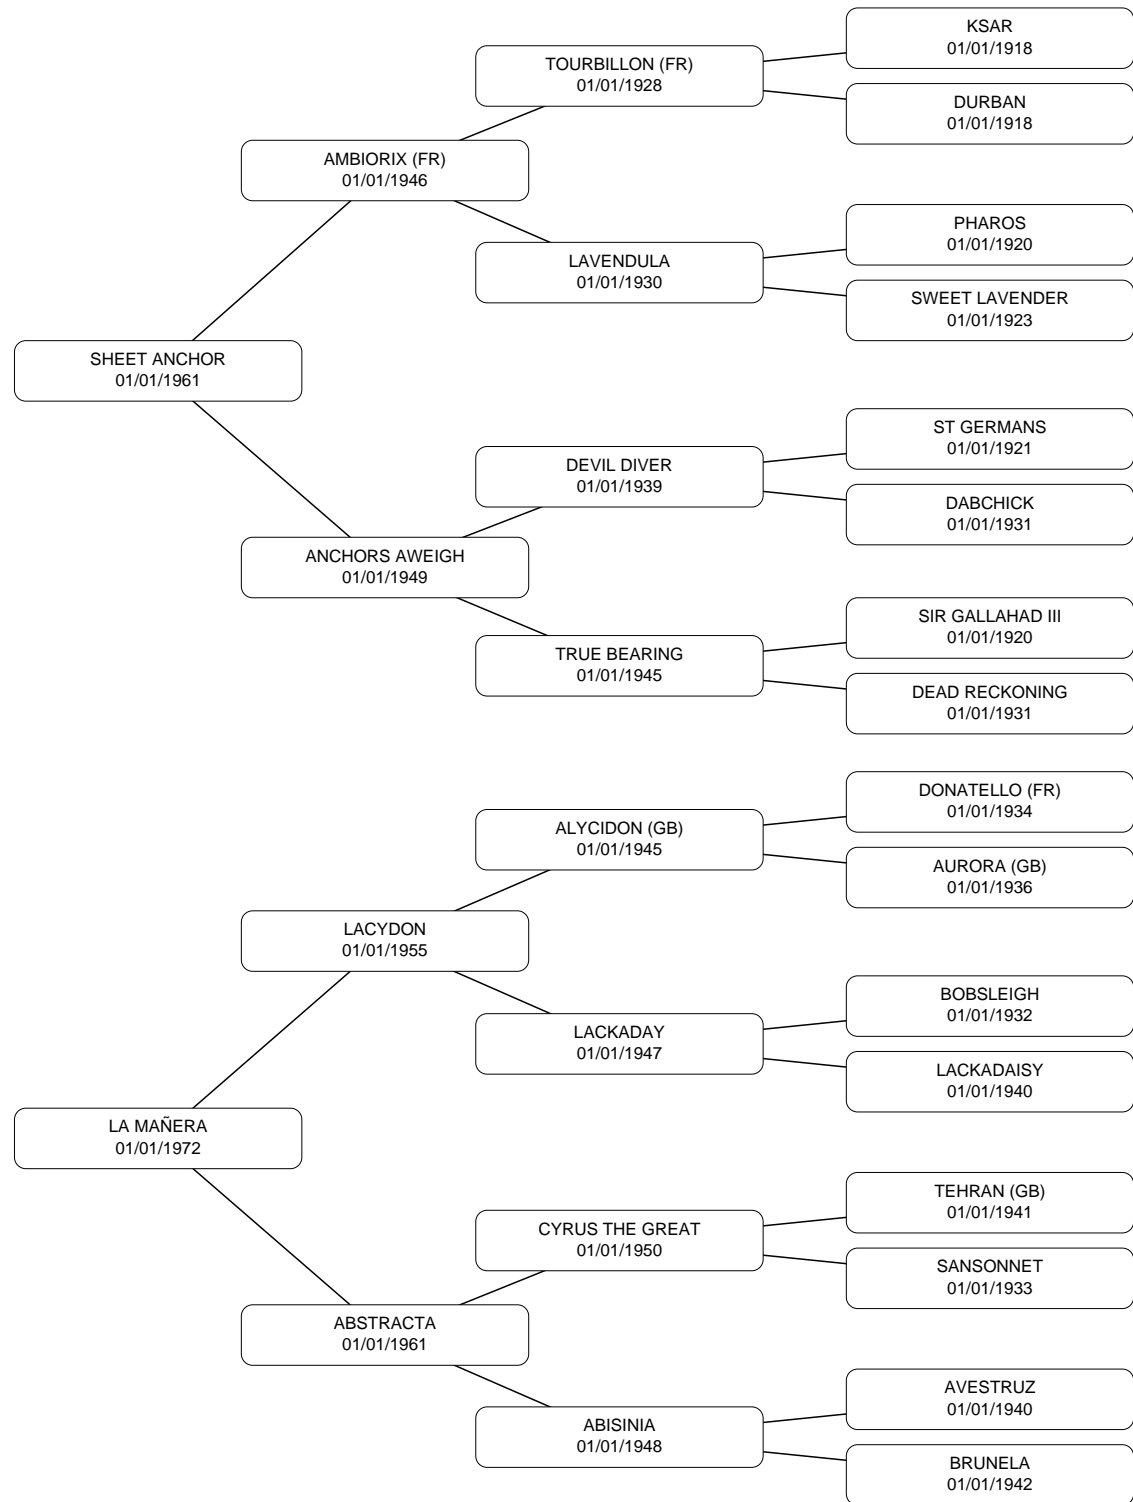 KSAR
01/01/1918
TOURBILLON (FR)
01/01/1928
DURBAN
01/01/1918
AMBIORIX (FR)
01/01/1946
PHAROS
01/01/1920
LAVENDULA
01/01/1930
SWEET LAVENDER
01/01/1923
SHEET ANCHOR
01/01/1961
ST GERMANS
01/01/1921
DEVIL DIVER
01/01/1939
DABCHICK
01/01/1931
ANCHORS AWEIGH
01/01/1949
SIR GALLAHAD III
01/01/1920
TRUE BEARING
01/01/1945
DEAD RECKONING
01/01/1931
DONATELLO (FR)
01/01/1934
ALYCIDON (GB)
01/01/1945
AURORA (GB)
01/01/1936
LACYDON
01/01/1955
BOBSLEIGH
01/01/1932
LACKADAY
01/01/1947
LACKADAISY
01/01/1940
LA MAÑERA
01/01/1972
TEHRAN (GB)
01/01/1941
CYRUS THE GREAT
01/01/1950
SANSONNET
01/01/1933
ABSTRACTA
01/01/1961
AVESTRUZ
01/01/1940
ABISINIA
01/01/1948
BRUNELA
01/01/1942